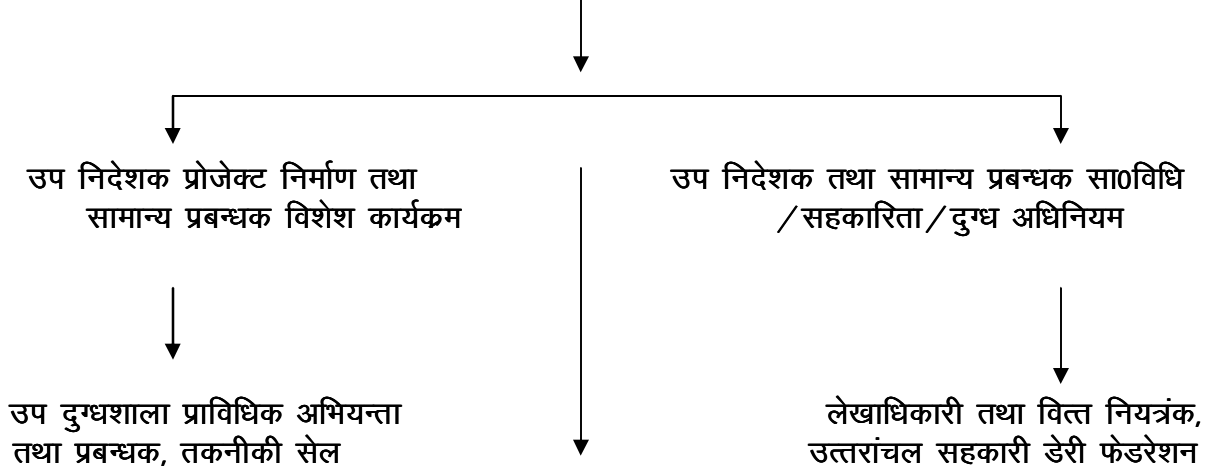 उप निदेशक प्रोजेक्ट निर्माण तथा
सामान्य प्रबन्धक विशेश कार्यक्रम
उप निदेशक तथा सामान्य प्रबन्धक सा0विधि
/सहकारिता/दुग्ध अधिनियम
उप दुग्धशाला प्राविधिक अभियन्ता
तथा प्रबन्धक, तकनीकी सेल
लेखाधिकारी तथा वित्त नियत्रंक,
उत्तरांचल सहकारी डेरी फेडरेशन